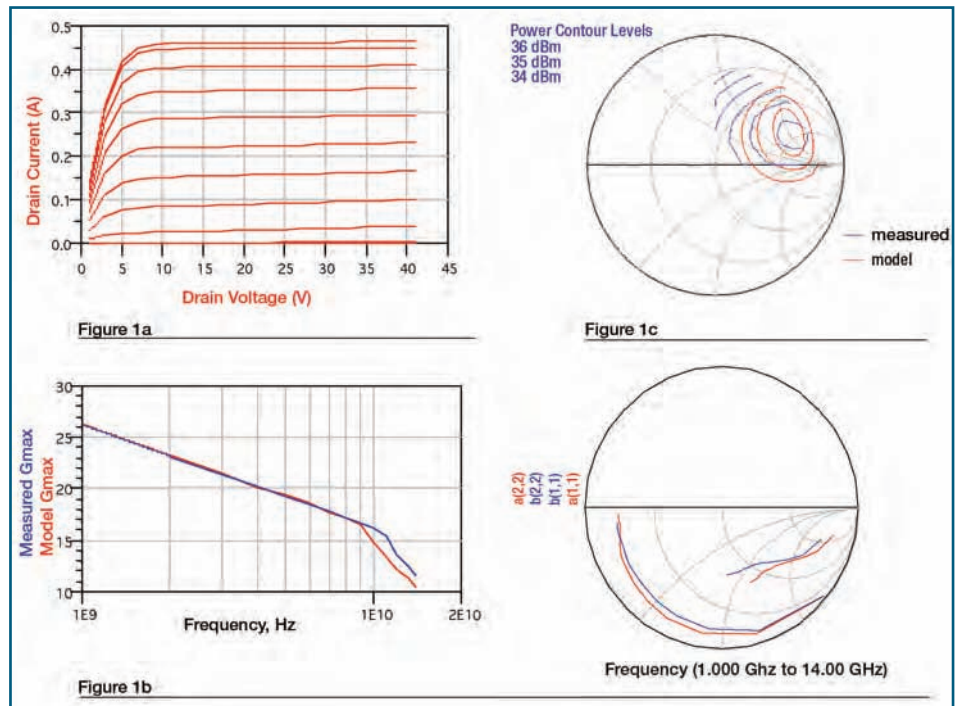 0.5
0.4
0.3
0.2
0.1
0.0
Drain Current (A)
0 5 10 15 20 25 30 35 40 45
Drain Voltage (V)
Figure 1a
Power Contour Levels
36 dBm
35 dBm
34 dBm
measured
model
Figure 1c
30
25
20
15
10
Measured Gmax
Model Gmax
1E9 1E10 2E10
Frequency, Hz
a(2,2)
b(2,2)
b(1,1)
a(1,1)
Frequency (1.000 Ghz to 14.00 GHz)
Figure 1b